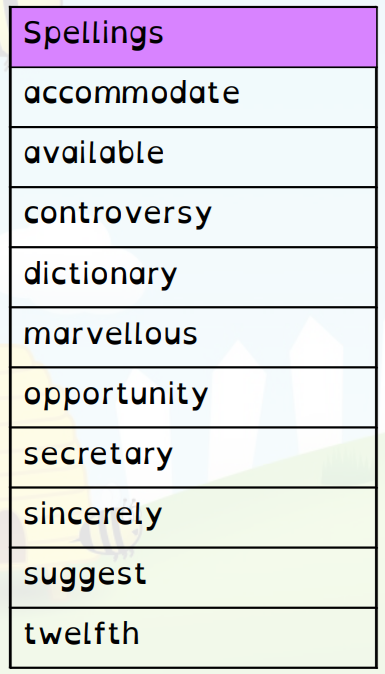 Spellings
accommodate
available
controversy
dictionary
marvellous
opportunity
secretary
sincerely
suggest
twelfth